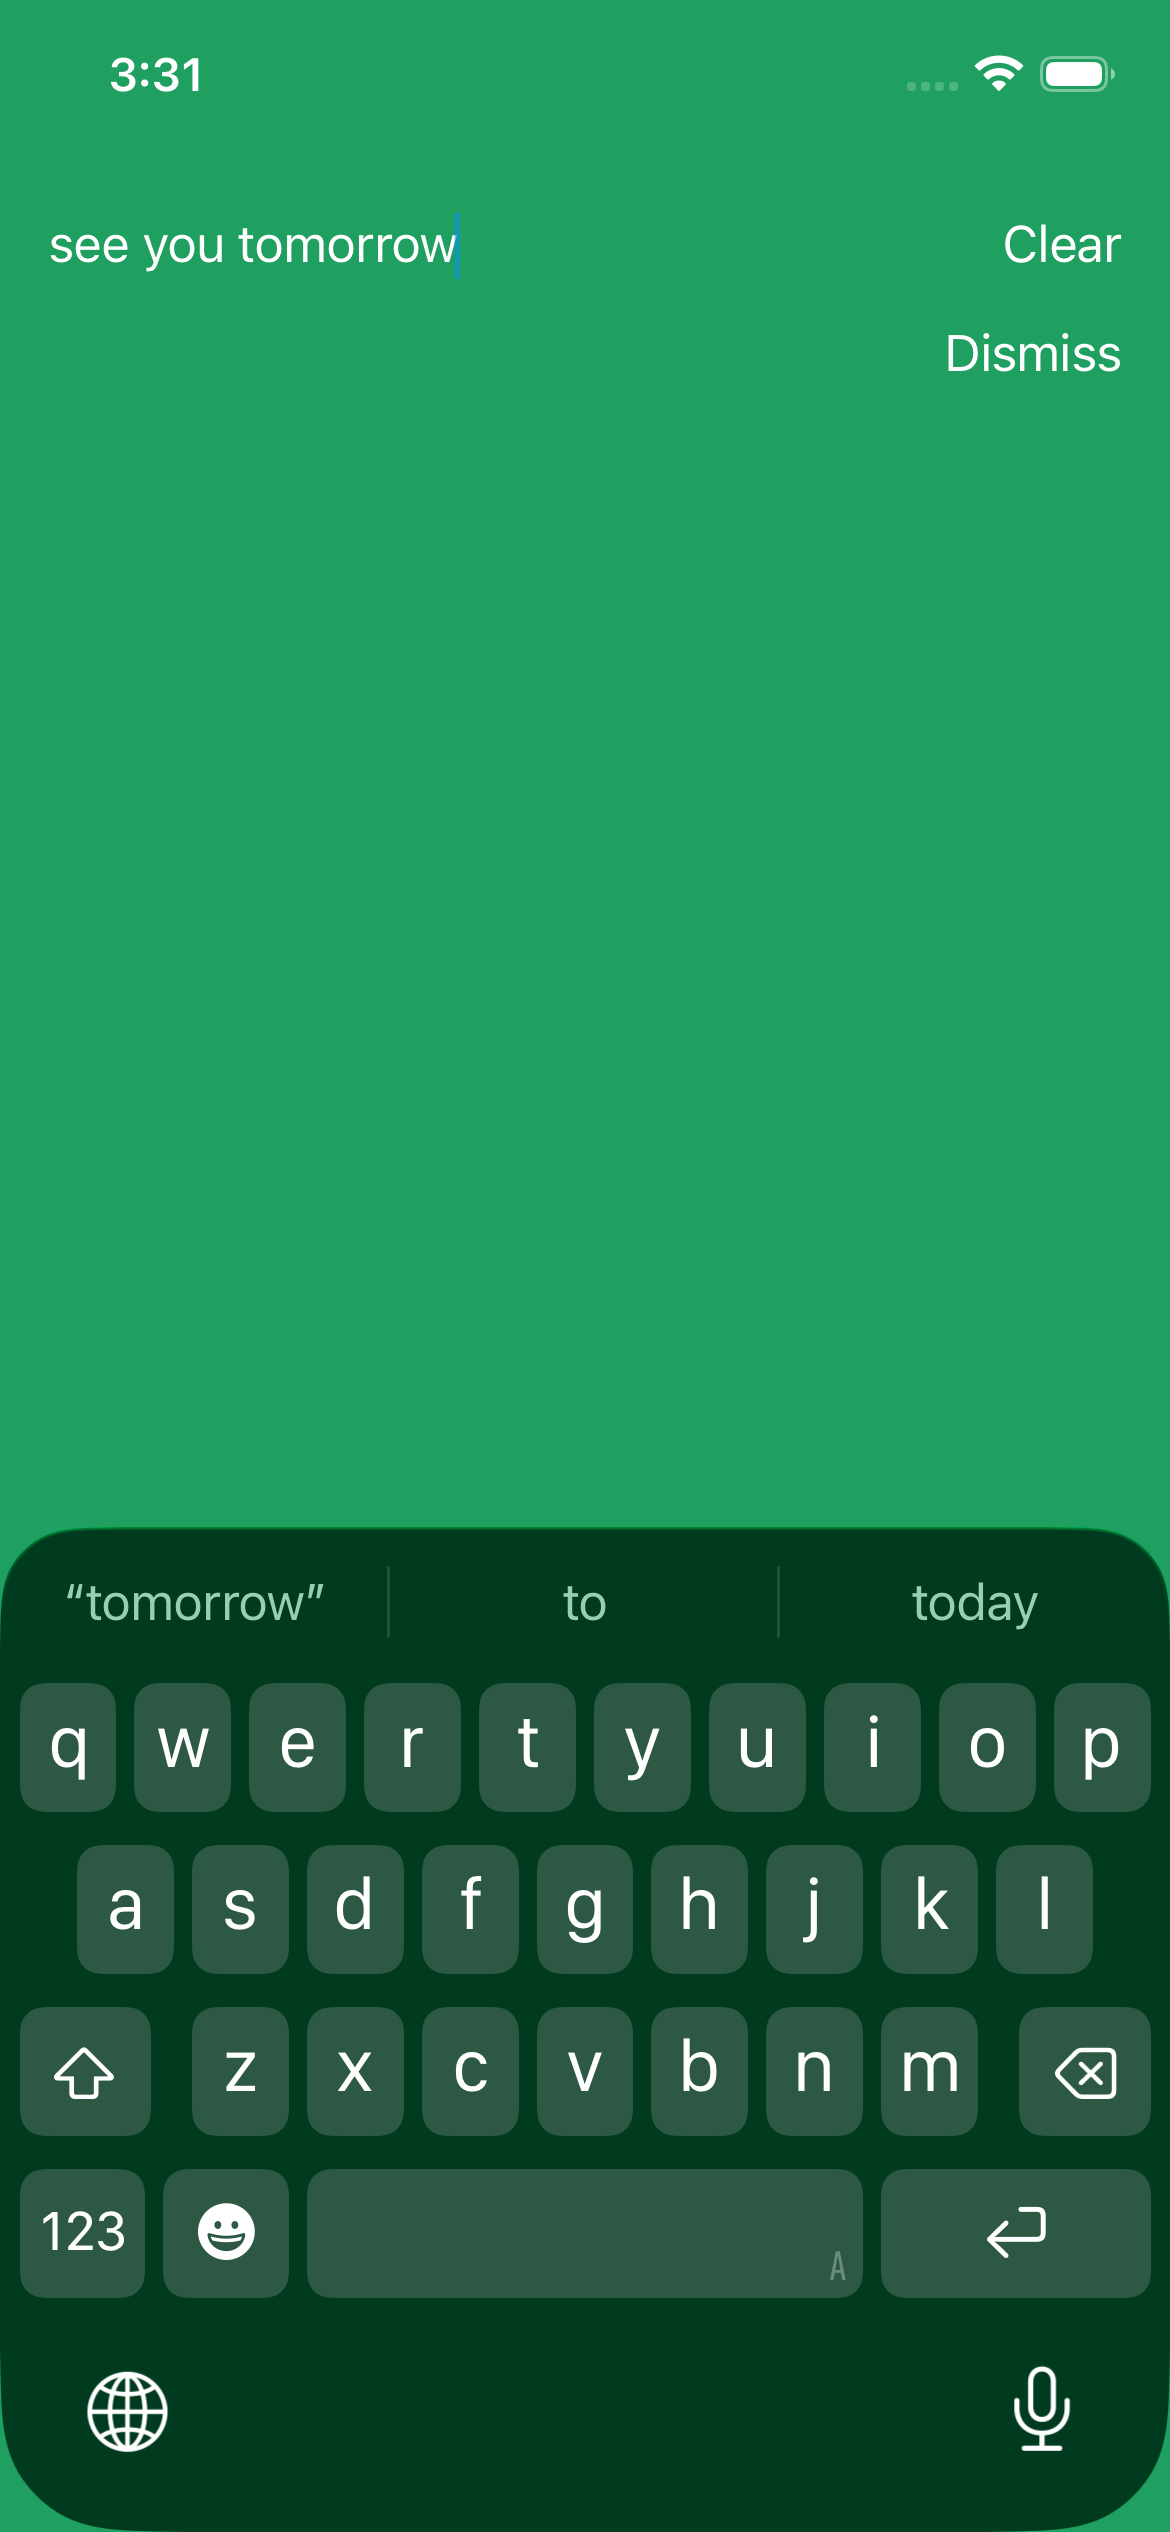 3:31
see you tomorrow
Clear
Dismiss
“tomorrow” to today
q w e r t y u i o p
a s d f g h j k l
z x c v b n m
123
A